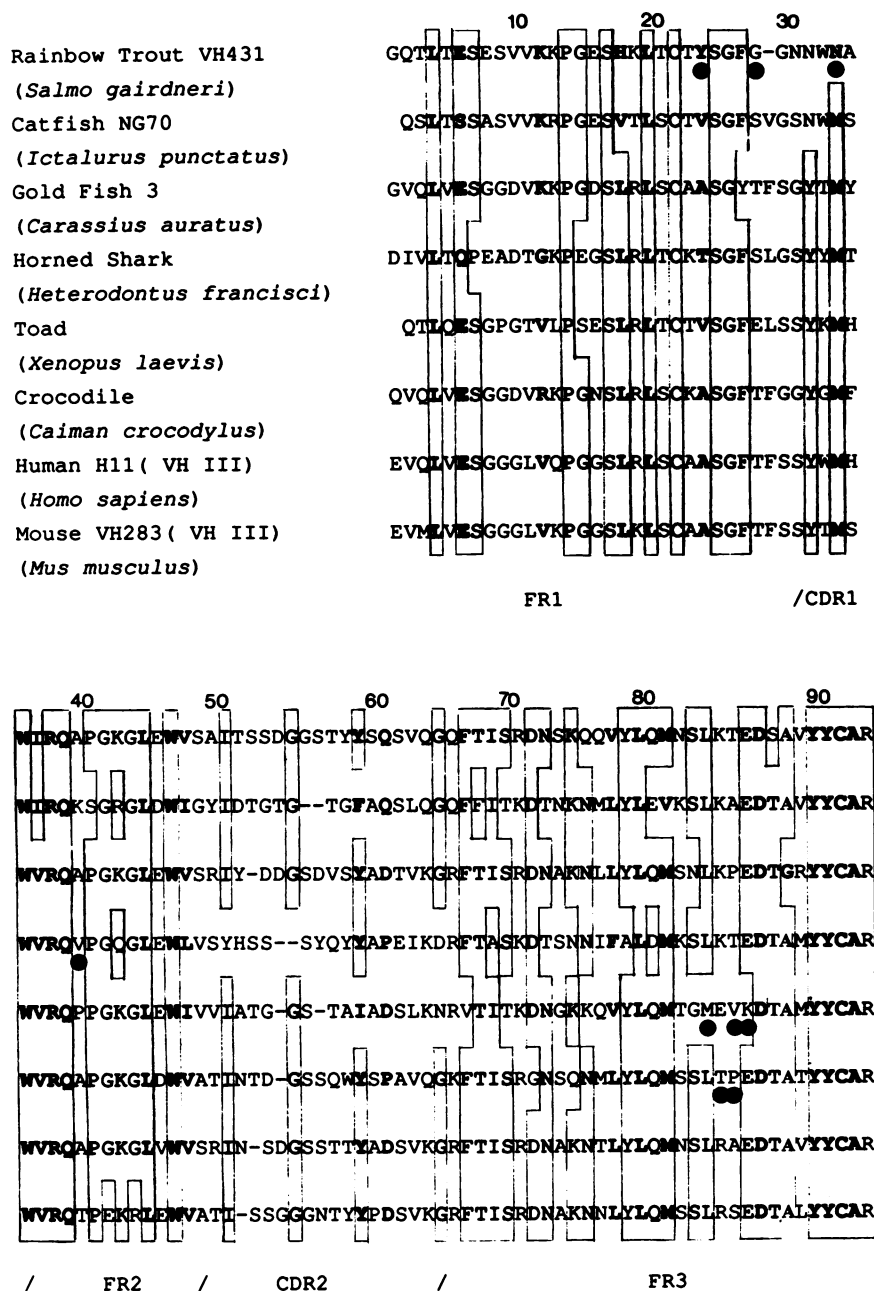 10 20 30
Rainbow Trout VH431 GQTLTESESVVKKPGESHKLTCTYSGFG-GNNWNA
(Salmo gairdneri)
Catfish NG70 QSLTSSASVVKRPGESVTLSCTVSGFSVGSNWMS
(Ictalurus punctatus)
Gold Fish 3 GVQLVESGGDVKKPGDSLRLSCAASGYTFSGYTMY
(Carassius auratus)
Horned Shark DIVLTQPEADTGKPEGSLRLTCKTSGFSLGSYYMT
(Heterodontus francisci)
Toad QTLQESGPGTVLPSESLRLTCTVSGFELSSYKMH
(Xenopus laevis)
Crocodile QVQLVESGGDVRKPGNSLRLSCKASGFTFGGYGMF
(Caiman crocodylus)
Human H11( VH III) EVQLVESGGGLVQPGGSLRLSCAASGFTFSSYWMH
(Homo sapiens)
Mouse VH283( VH III) EVMLVESGGGLVKPGGSLKLSCAASGFTFSSYTMS
(Mus musculus)
FR1 /CDR1
40 50 60 70 80 90
WIRQAPGKGLEWVSAITSSDGGSTYYSQSVQGQFTISRDNSKQQVYLQMNSLKTEDSAVYYCAR
WIRQKSGRGLDWIGYIDTGTG--TGFAQSLQGQFFITKDTNKNMLYLEVKSLKAEDTAVYYCAR
WVRQAPGKGLEWVSRIY-DDGSDVSYADTVKGRFTISRDNAKNLLYLQMSNLKPEDTGRYYCAR
WVRQVPGQGLEWLVSYHSS--SYQYYAPEIKDRFTASKDTSNNIFALDMKSLKTEDTAMYYCAR
WVRQPPGKGLEWIVVIATG-GS-TAIADSLKNRVTITKDNGKKQVYLQMTGMEVKDTAMYYCAR
WVRQAPGKGLDWVATINTD-GSSQWYSPAVQGKFTISRGNSQNMLYLQMSSLTPEDTATYYCAR
WVRQAPGKGLVWVSRIN-SDGSSTTYADSVKGRFTISRDNAKNTLYLQMNSLRAEDTAVYYCAR
WVRQTPEKRLEWVATI-SSGGGNTYYPDSVKGRFTISRDNAKNNLYLQMSSLRSEDTALYYCAR
/ FR2 / CDR2 / FR3